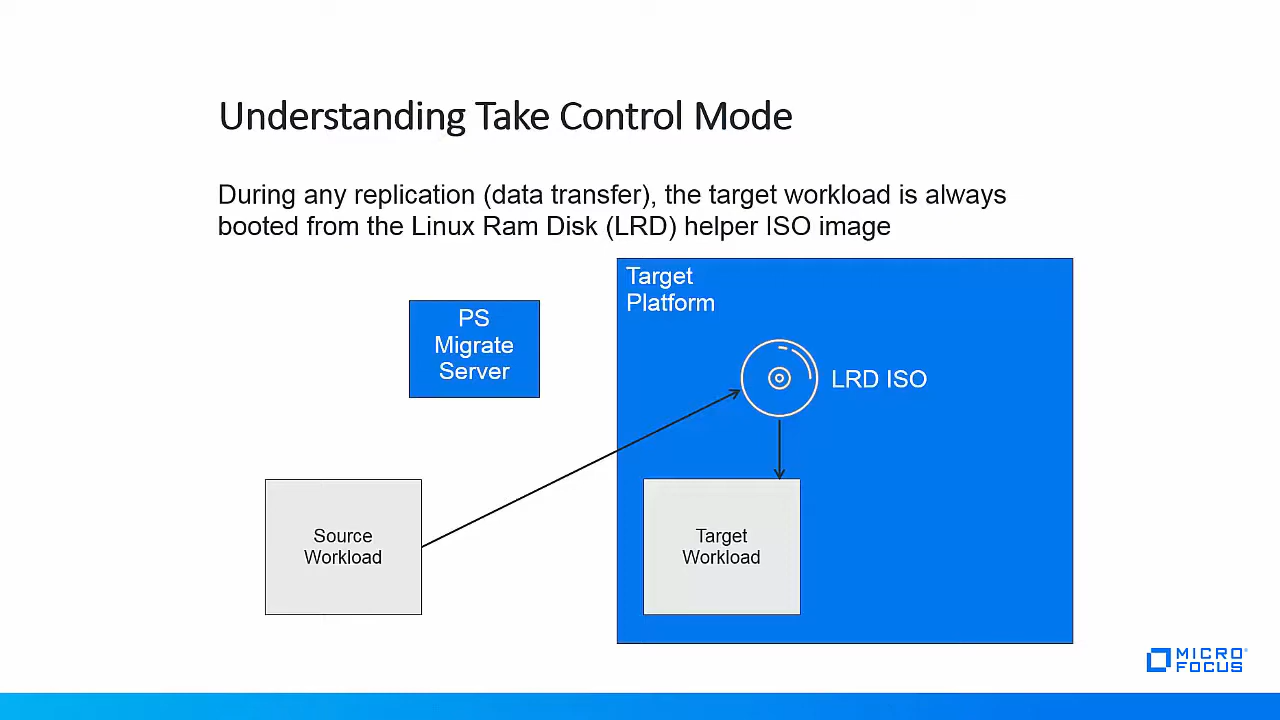 Understanding Take Control Mode
During any replication (data transfer), the target workload is always
booted from the Linux Ram Disk (LRD) helper ISO image
Target
Platform
PS
Migrate
Server
LRD ISO
Source
Workload
Target
Workload
MICRO
FOCUS